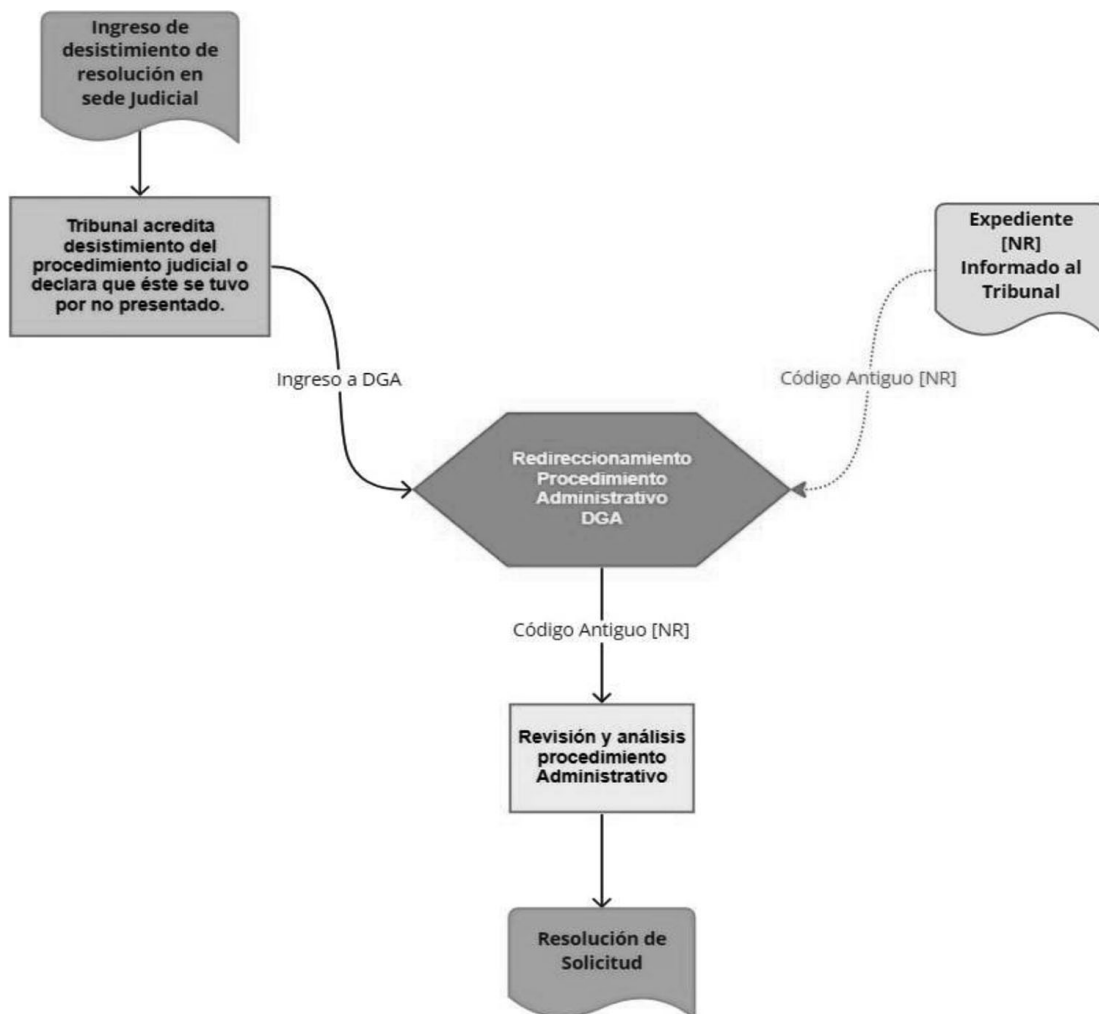 Ingreso de
desistimiento de
resolución en
sede Judicial
Tribunal acredita
desistimiento del
procedimiento judicial o
declara que éste se tuvo
por no presentado.
Expediente
[NR]
Informado al
Tribunal
Ingreso a DGA
Código Antiguo [NR]
Redireccionamiento
Procedimiento
Administrativo
DGA
Código Antiguo [NR]
Revisión y análisis
procedimiento
Administrativo
Resolución de
Solicitud